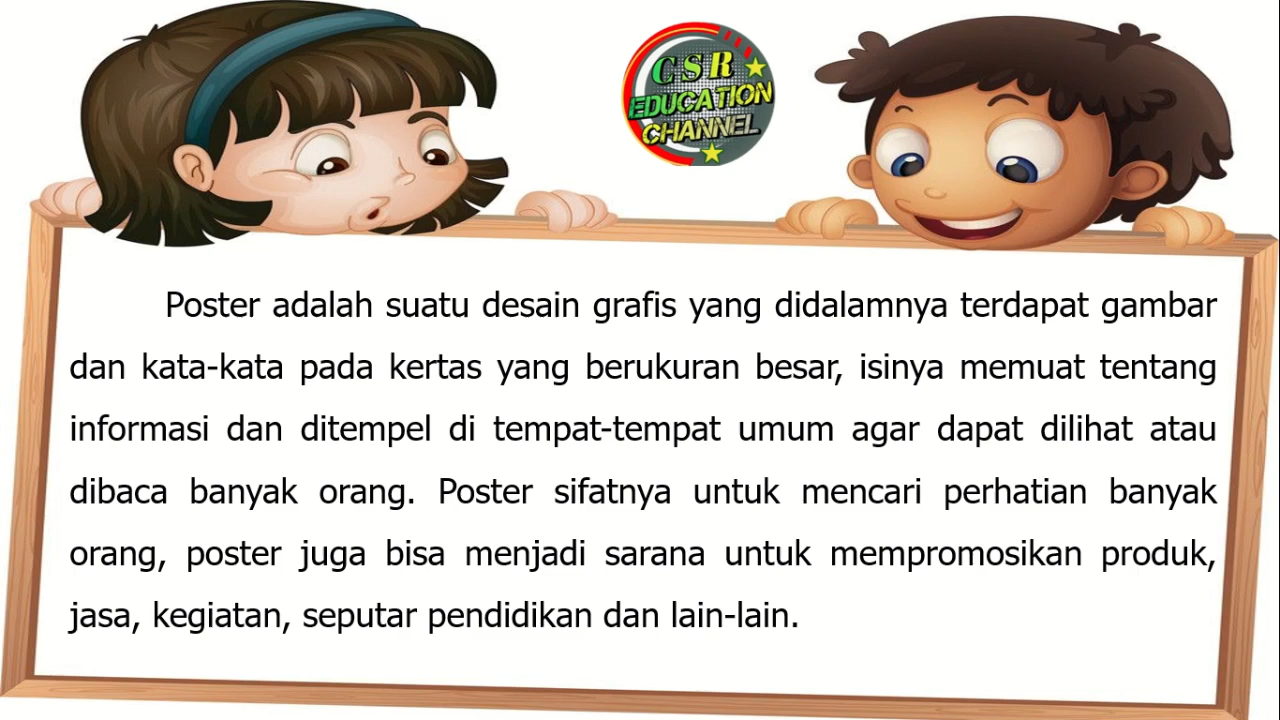 CSR
EDUCATION
CHANNEL
Poster adalah suatu desain grafis yang didalamnya terdapat gambar
dan kata-kata pada kertas yang berukuran besar, isinya memuat tentang
informasi dan ditempel di tempat-tempat umum agar dapat dilihat atau
dibaca banyak orang. Poster sifatnya untuk mencari perhatian banyak
orang, poster juga bisa menjadi sarana untuk mempromosikan produk,
jasa, kegiatan, seputar pendidikan dan lain-lain.